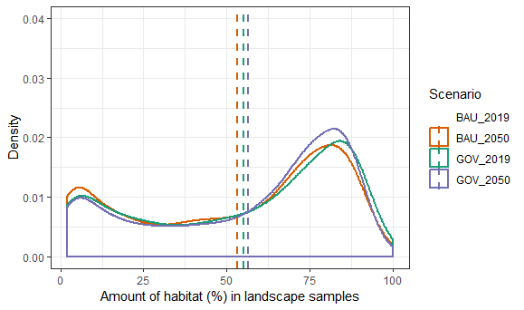 0.04
0.03
0.02
0.01
0.00
Density
0 25 50 75 100
Amount of habitat (%) in landscape samples
Scenario
BAU_2019
BAU_2050
GOV_2019
GOV_2050